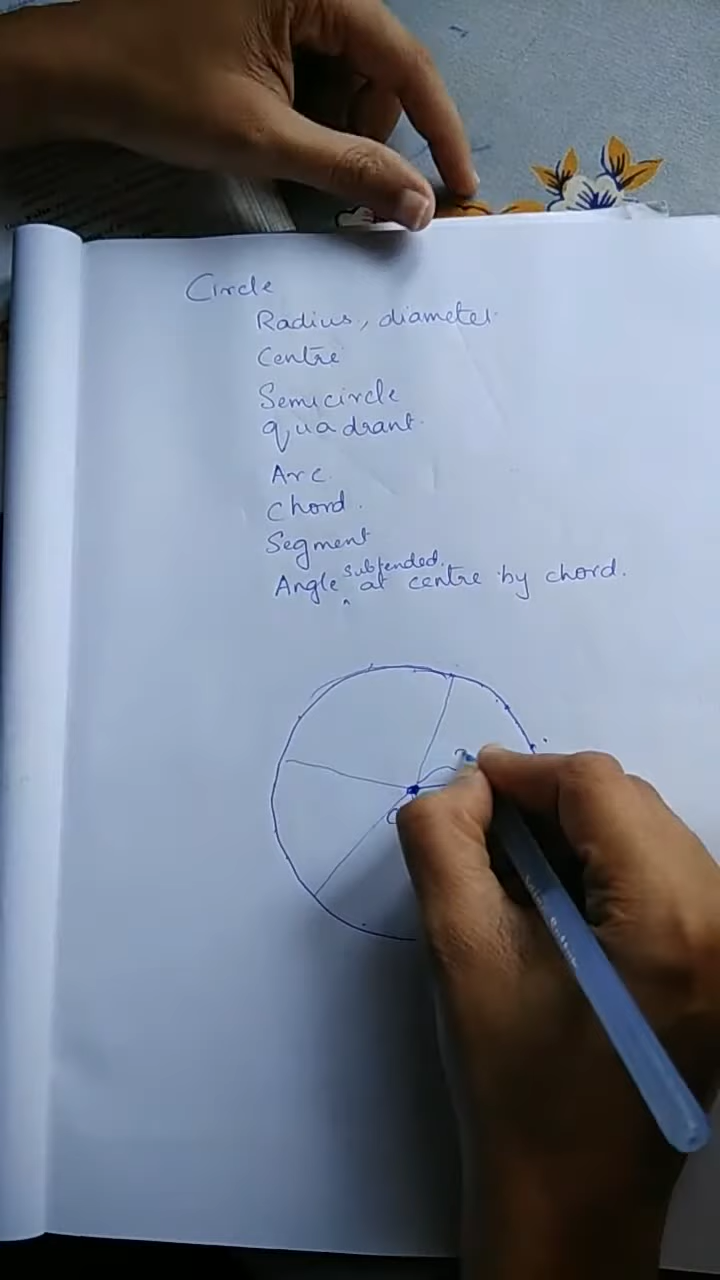 Circle
Radius, diameter
Centre
Semicircle
quadrant
Arc
chord.
Segment
Angle subtended at centre by chord.
O